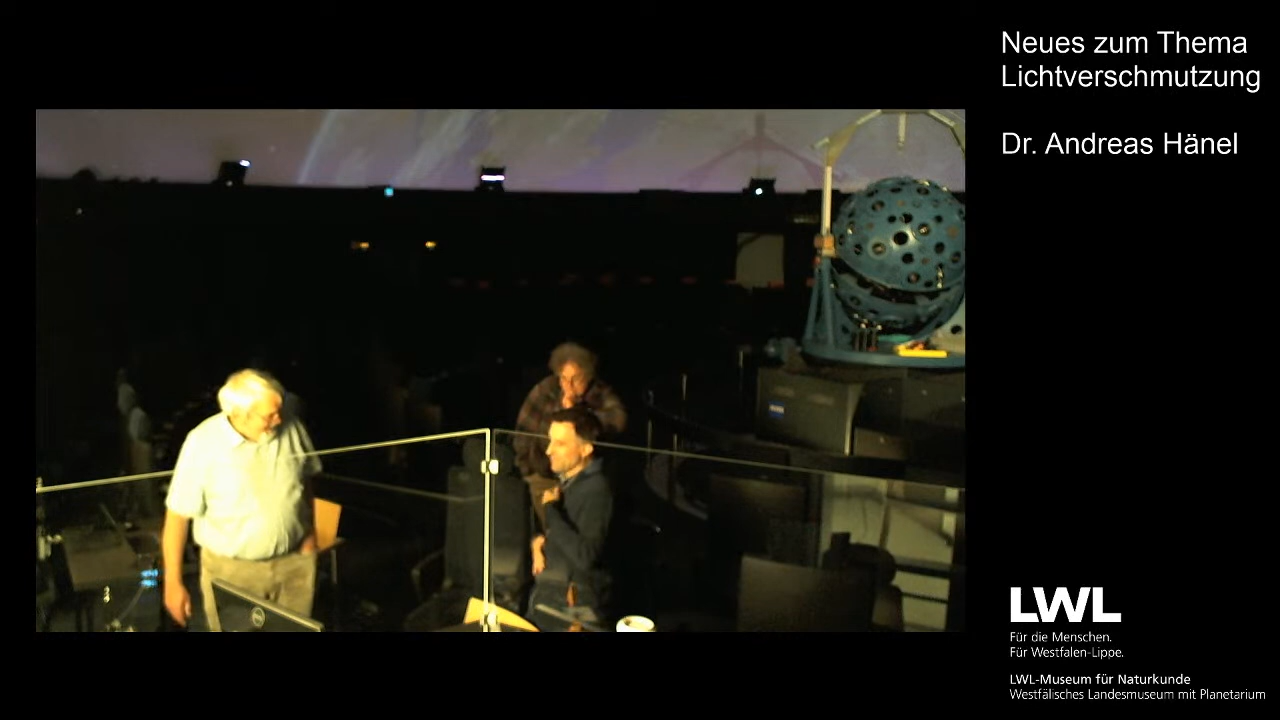 Neues zum Thema
Lichtverschmutzung
Dr. Andreas Hänel
LWL
Für die Menschen.
Für Westfalen-Lippe.
LWL-Museum für Naturkunde
Westfälisches Landesmuseum mit Planetarium